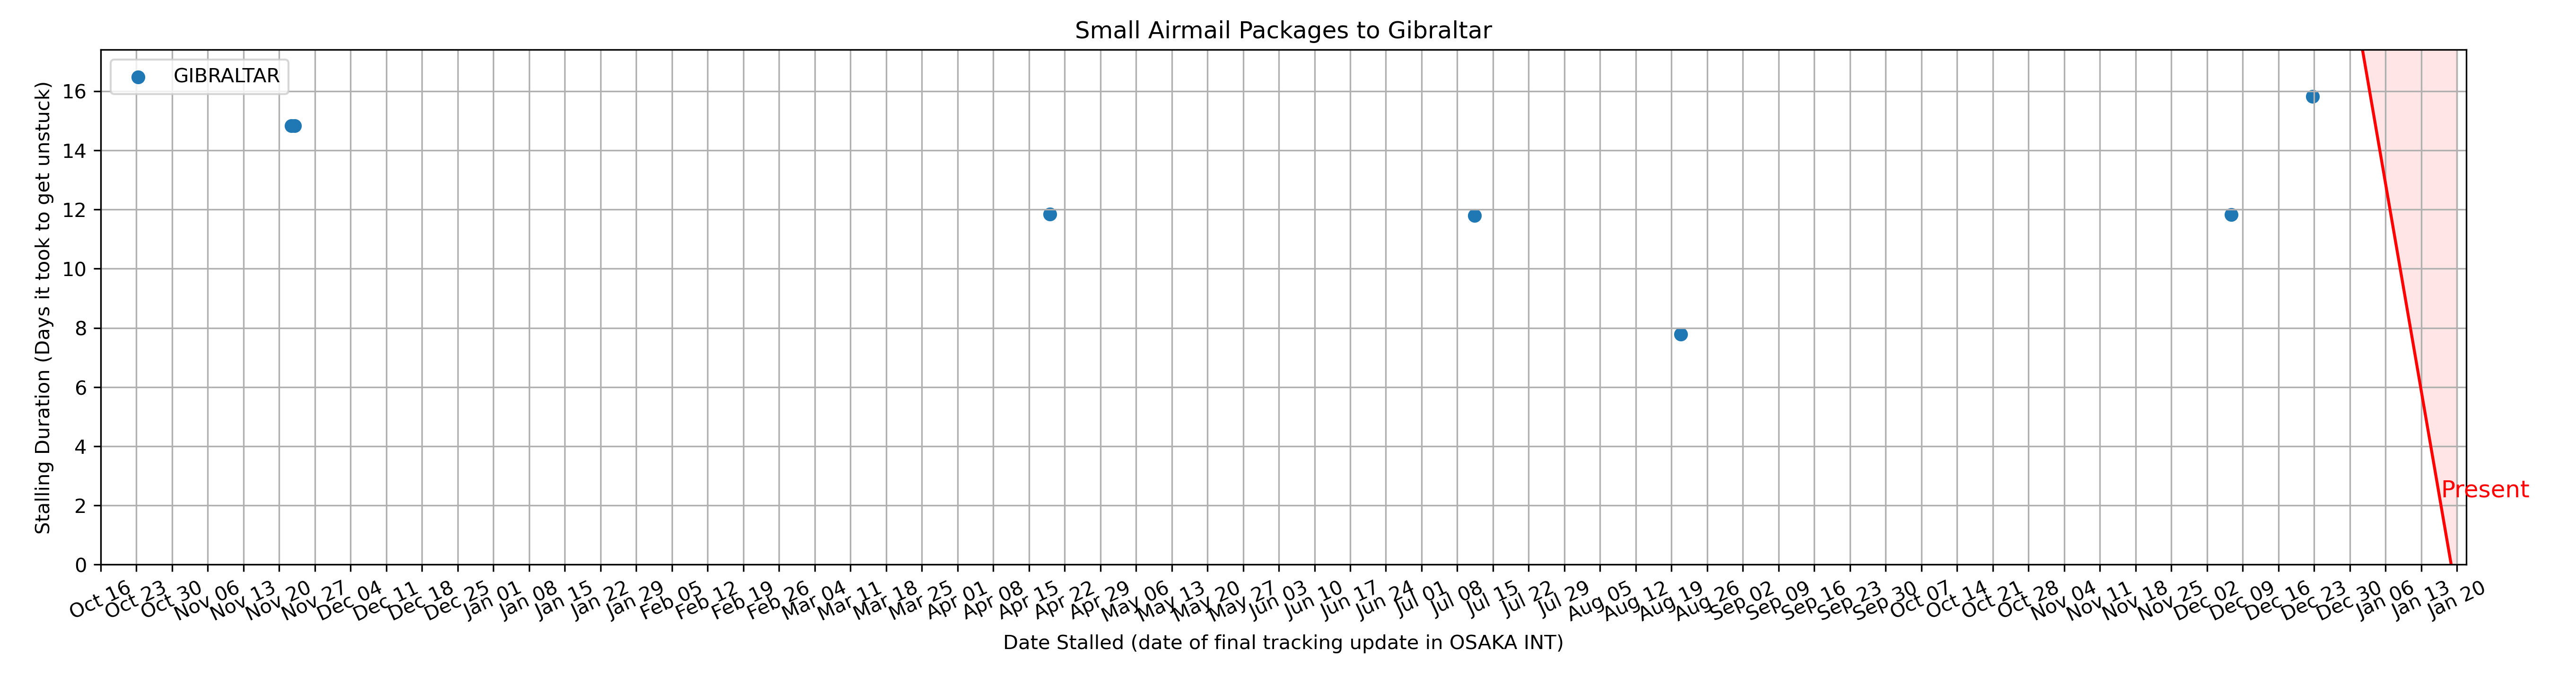 Small Airmail Packages to Gibraltar
GIBRALTAR
Stalling Duration (Days it took to get unstuck)
16
14
12
10
8
6
4
2
0
Present
Oct 16
Oct 23
Oct 30
Nov 06
Nov 13
Nov 20
Nov 27
Dec 04
Dec 11
Dec 18
Dec 25
Jan 01
Jan 08
Jan 15
Jan 22
Jan 29
Feb 05
Feb 12
Feb 19
Feb 26
Mar 04
Mar 11
Mar 18
Mar 25
Apr 01
Apr 08
Apr 15
Apr 22
Apr 29
May 06
May 13
May 20
May 27
Jun 03
Jun 10
Jun 17
Jun 24
Jul 01
Jul 08
Jul 15
Jul 22
Jul 29
Aug 05
Aug 12
Aug 19
Aug 26
Sep 02
Sep 09
Sep 16
Sep 23
Sep 30
Oct 07
Oct 14
Oct 21
Oct 28
Nov 04
Nov 11
Nov 18
Nov 25
Dec 02
Dec 09
Dec 16
Dec 23
Dec 30
Jan 06
Jan 13
Jan 20
Date Stalled (date of final tracking update in OSAKA INT)